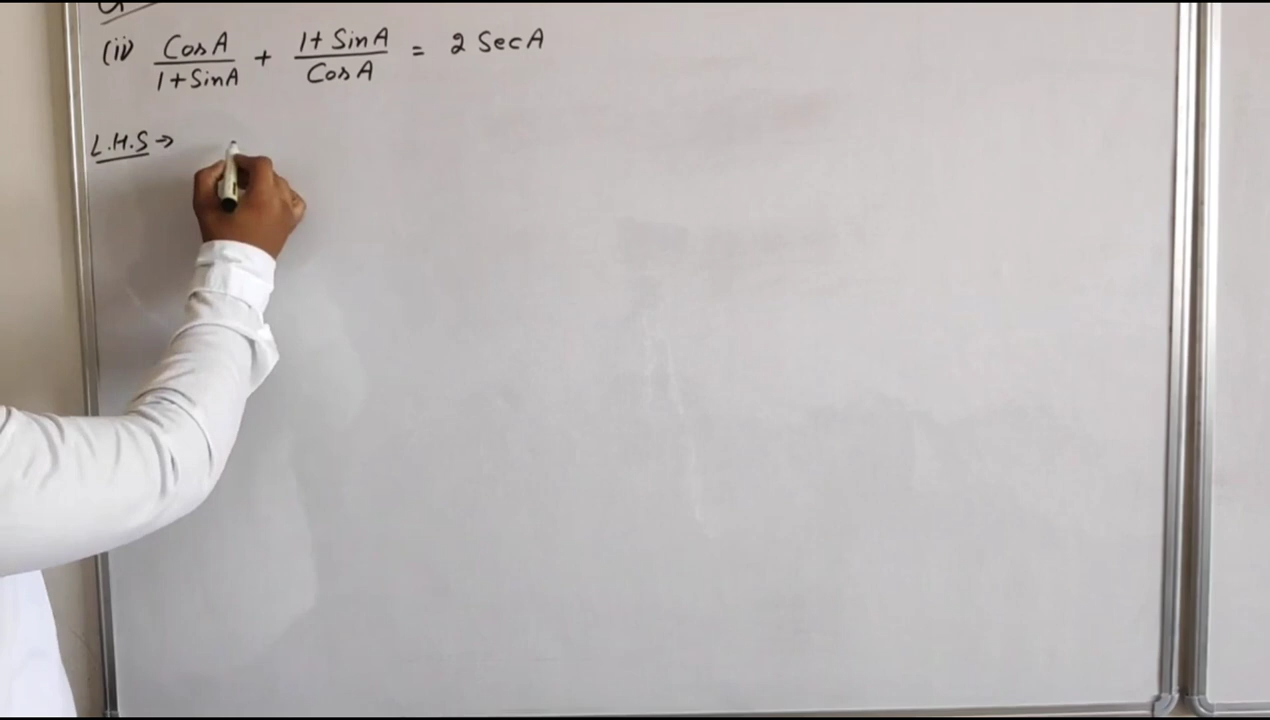 (ii) CosA/1+SinA + 1+ SinA/CosA = 2 SecA
L.H.S →